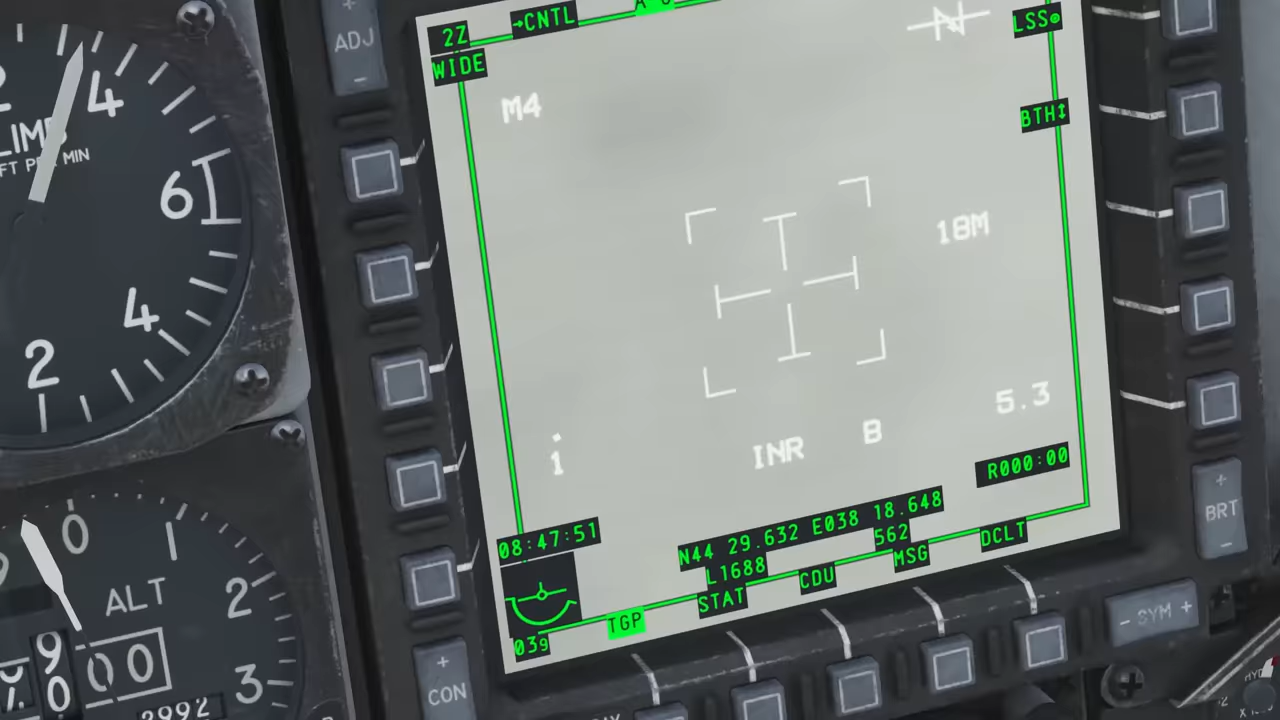 ADJ
2Z
→CNTL
A-G
LSS⊙
WIDE
M4
BTH↕
18M
5.3
i
1
INR
B
R000:00
08:47:51
N44 29.632 E038 18.648
L1688
562
TGP
STAT
CDU
MSG
DCLT
039
CON
BRT
- SYM +
4
6
4
2
FT PER MIN
0
1
ALT
2
3
9
0
00
2992